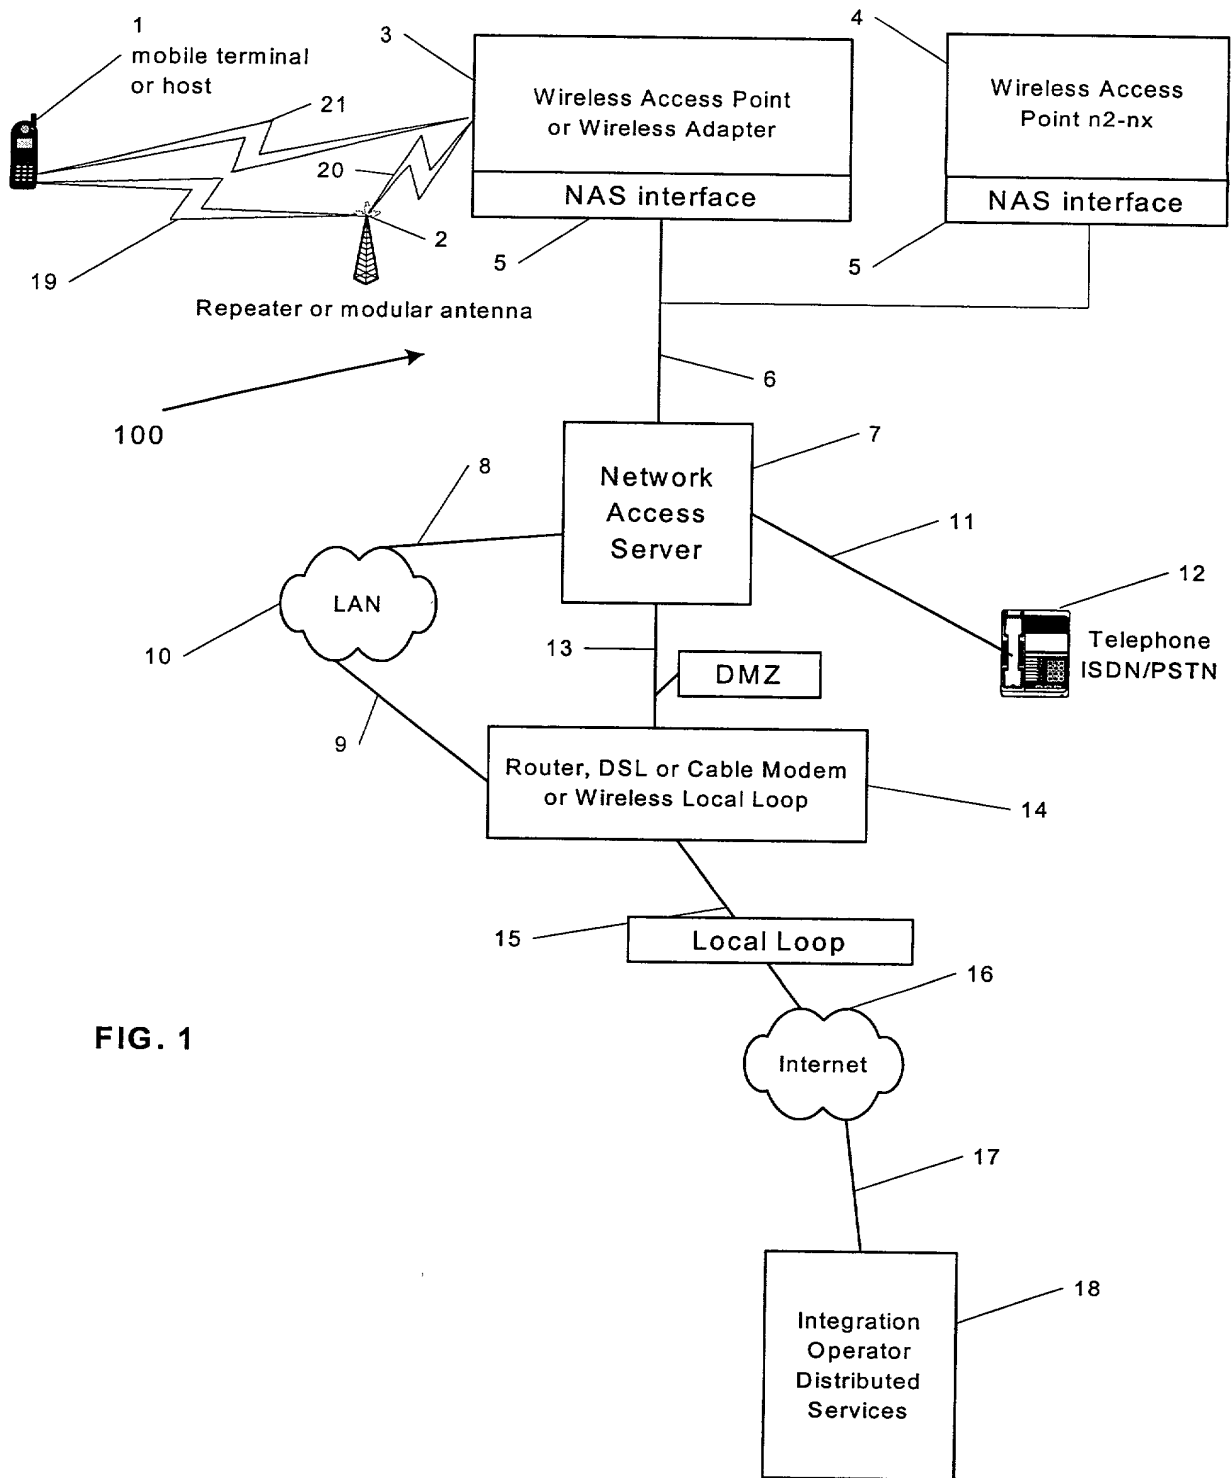 1
mobile terminal
or host
21
3
Wireless Access Point
or Wireless Adapter
NAS interface
4
Wireless Access
Point n2-nx
NAS interface
20
2
5
5
19
Repeater or modular antenna
6
100
7
8
Network
Access
Server
11
12
LAN
10
13
Telephone
ISDN/PSTN
DMZ
9
Router, DSL or Cable Modem
or Wireless Local Loop
14
15
Local Loop
16
FIG. 1
Internet
17
18
Integration
Operator
Distributed
Services